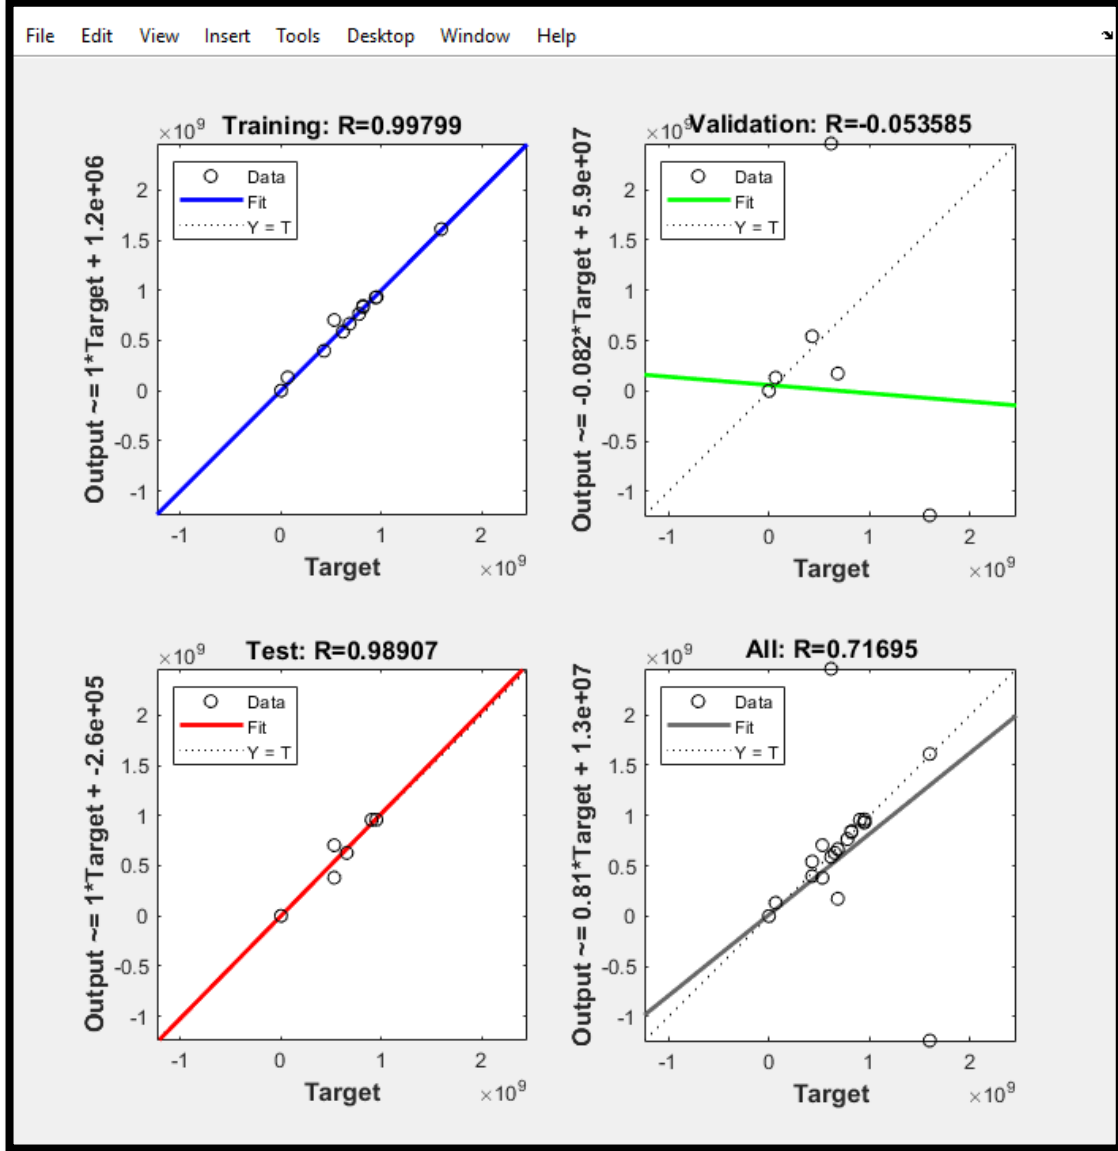 File Edit View Insert Tools Desktop Window Help
×10⁹ Training: R=0.99799
Output ~= 1*Target + 1.2e+06
2
1.5
1
0.5
0
-0.5
-1
Data
Fit
Y = T
-1 0 1 2
Target ×10⁹
×10⁹ Validation: R=-0.053585
Output ~= -0.082*Target + 5.9e+07
2
1.5
1
0.5
0
-0.5
-1
Data
Fit
Y = T
-1 0 1 2
Target ×10⁹
×10⁹ Test: R=0.98907
Output ~= 1*Target + -2.6e+05
2
1.5
1
0.5
0
-0.5
-1
Data
Fit
Y = T
-1 0 1 2
Target ×10⁹
×10⁹ All: R=0.71695
Output ~= 0.81*Target + 1.3e+07
2
1.5
1
0.5
0
-0.5
-1
Data
Fit
Y = T
-1 0 1 2
Target ×10⁹